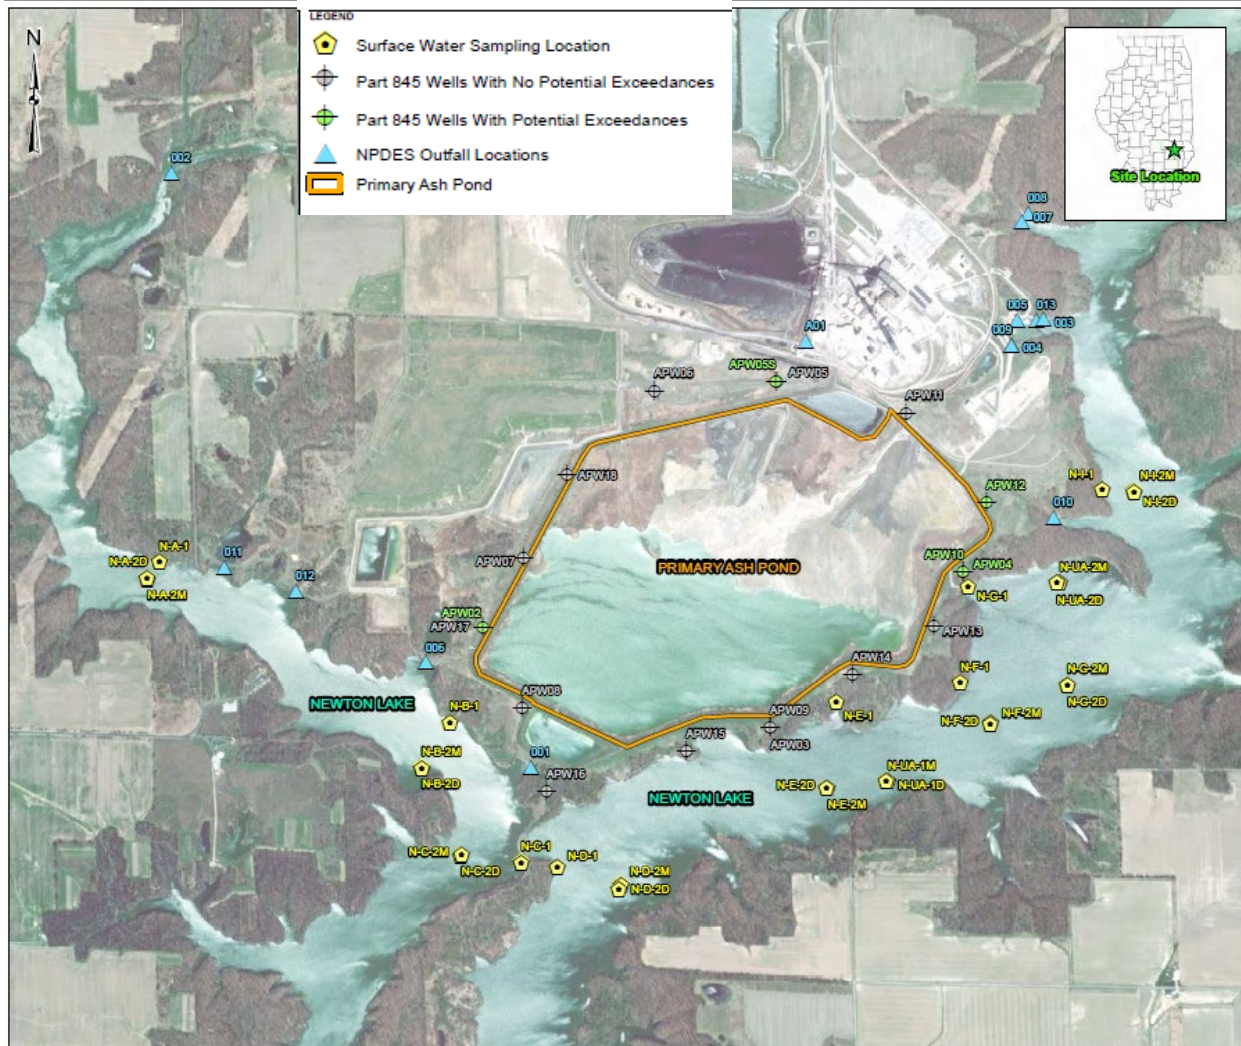 LEGEND
Surface Water Sampling Location
Part 845 Wells With No Potential Exceedances
Part 845 Wells With Potential Exceedances
NPDES Outfall Locations
Primary Ash Pond
N
Site Location
002
008
007
005
013
003
009
004
A01
APW06
APW05S
APW05
APW11
APW18
APW12
N-I-1
N-I-2M
N-I-2D
010
N-A-1
N-A-2D
N-A-2M
011
012
APW07
PRIMARY ASH POND
APW10
APW04
N-G-1
N-UA-2M
N-UA-2D
APW02
APW17
APW13
006
APW14
N-F-1
N-G-2M
N-G-2D
APW08
NEWTON LAKE
N-B-1
N-E-1
APW09
APW03
N-F-2M
N-F-2D
APW15
N-B-2M
N-B-2D
001
APW16
N-UA-1M
N-UA-1D
N-E-2D
N-E-2M
NEWTON LAKE
N-C-2M
N-C-2D
N-C-1
N-D-1
N-D-2M
N-D-2D